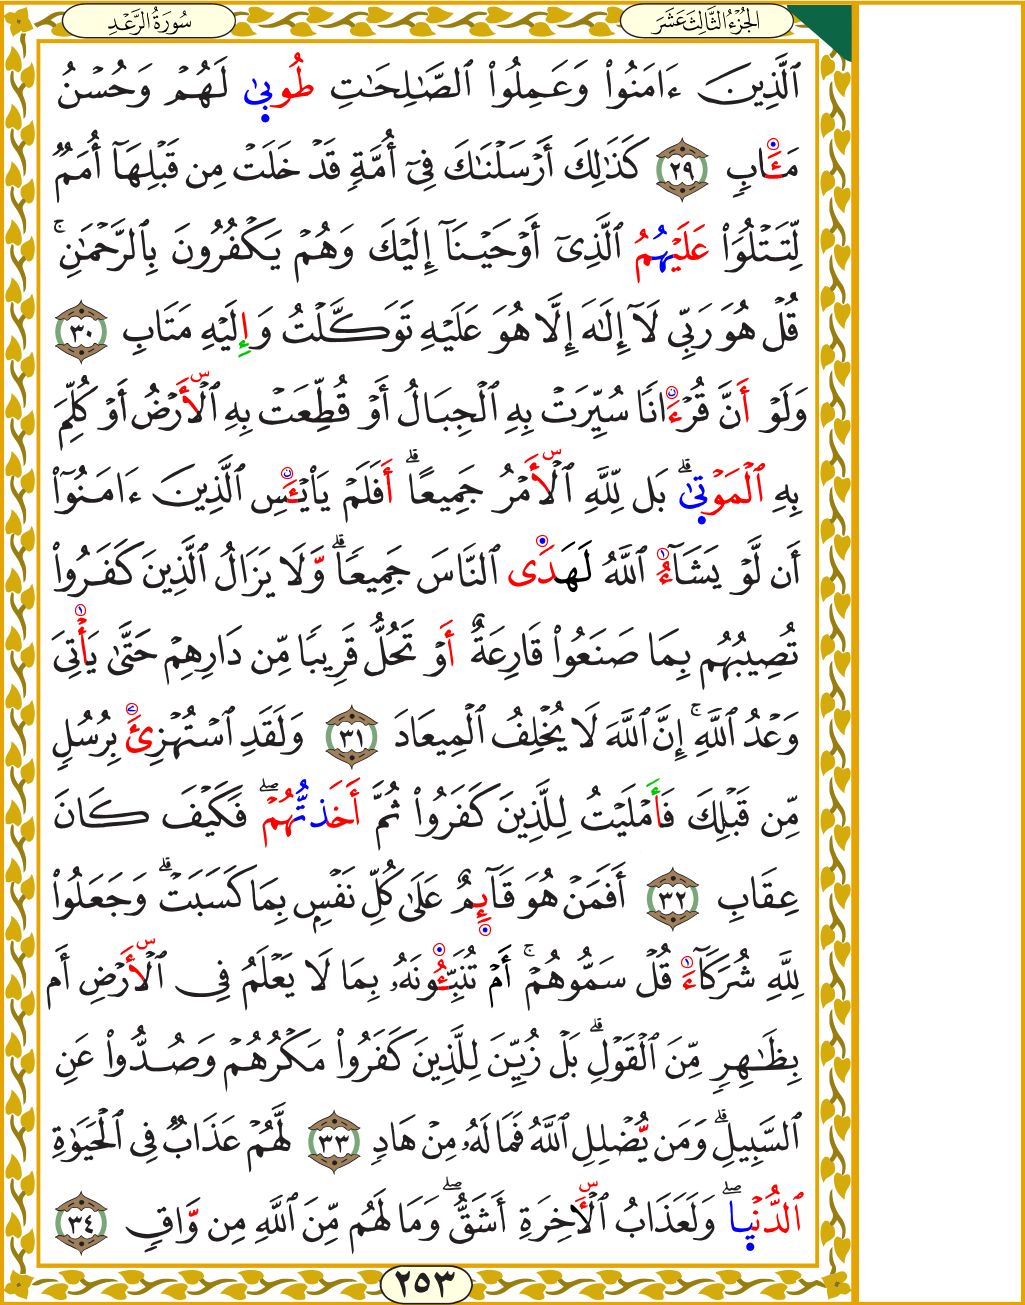 سُورَةُ الرَّعْدِ
الجُزْءُ الثَّالِثَ عَشَرَ
ٱلَّذِينَ ءَامَنُوا۟ وَعَمِلُوا۟ ٱلصَّٰلِحَٰتِ طُوبَىٰ لَهُمْ وَحُسْنُ
مَـَٔابٍ ٢٩ كَذَٰلِكَ أَرْسَلْنَٰكَ فِىٓ أُمَّةٍ قَدْ خَلَتْ مِن قَبْلِهَآ أُمَمٌ
لِّتَتْلُوَا۟ عَلَيْهِمُ ٱلَّذِىٓ أَوْحَيْنَآ إِلَيْكَ وَهُمْ يَكْفُرُونَ بِٱلرَّحْمَٰنِ ۚ
قُلْ هُوَ رَبِّى لَآ إِلَٰهَ إِلَّا هُوَ عَلَيْهِ تَوَكَّلْتُ وَإِلَيْهِ مَتَابِ ٣٠
وَلَوْ أَنَّ قُرْءَانًا سُيِّرَتْ بِهِ ٱلْجِبَالُ أَوْ قُطِّعَتْ بِهِ ٱلْأَرْضُ أَوْ كُلِّمَ
بِهِ ٱلْمَوْتَىٰ ۗ بَل لِّلَّهِ ٱلْأَمْرُ جَمِيعًا ۗ أَفَلَمْ يَا۟يْـَٔسِ ٱلَّذِينَ ءَامَنُوٓا۟
أَن لَّوْ يَشَآءُ ٱللَّهُ لَهَدَى ٱلنَّاسَ جَمِيعًا ۗ وَلَا يَزَالُ ٱلَّذِينَ كَفَرُوا۟
تُصِيبُهُم بِمَا صَنَعُوا۟ قَارِعَةٌ أَوْ تَحُلُّ قَرِيبًا مِّن دَارِهِمْ حَتَّىٰ يَأْتِىَ
وَعْدُ ٱللَّهِ ۚ إِنَّ ٱللَّهَ لَا يُخْلِفُ ٱلْمِيعَادَ ٣١ وَلَقَدِ ٱسْتُهْزِئَ بِرُسُلٍ
مِّن قَبْلِكَ فَأَمْلَيْتُ لِلَّذِينَ كَفَرُوا۟ ثُمَّ أَخَذتُّهُمْ ۖ فَكَيْفَ كَانَ
عِقَابِ ٣٢ أَفَمَنْ هُوَ قَآئِمٌ عَلَىٰ كُلِّ نَفْسٍۭ بِمَا كَسَبَتْ ۗ وَجَعَلُوا۟
لِلَّهِ شُرَكَآءَ قُلْ سَمُّوهُمْ ۚ أَمْ تُنَبِّـُٔونَهُۥ بِمَا لَا يَعْلَمُ فِى ٱلْأَرْضِ أَم
بِظَٰهِرٍ مِّنَ ٱلْقَوْلِ ۗ بَلْ زُيِّنَ لِلَّذِينَ كَفَرُوا۟ مَكْرُهُمْ وَصُدُّوا۟ عَنِ
ٱلسَّبِيلِ ۗ وَمَن يُضْلِلِ ٱللَّهُ فَمَا لَهُۥ مِنْ هَادٍ ٣٣ لَّهُمْ عَذَابٌ فِى ٱلْحَيَوٰةِ
ٱلدُّنْيَا ۖ وَلَعَذَابُ ٱلْـَٔاخِرَةِ أَشَقُّ ۖ وَمَا لَهُم مِّنَ ٱللَّهِ مِن وَاقٍ ٣٤
٢٥٣